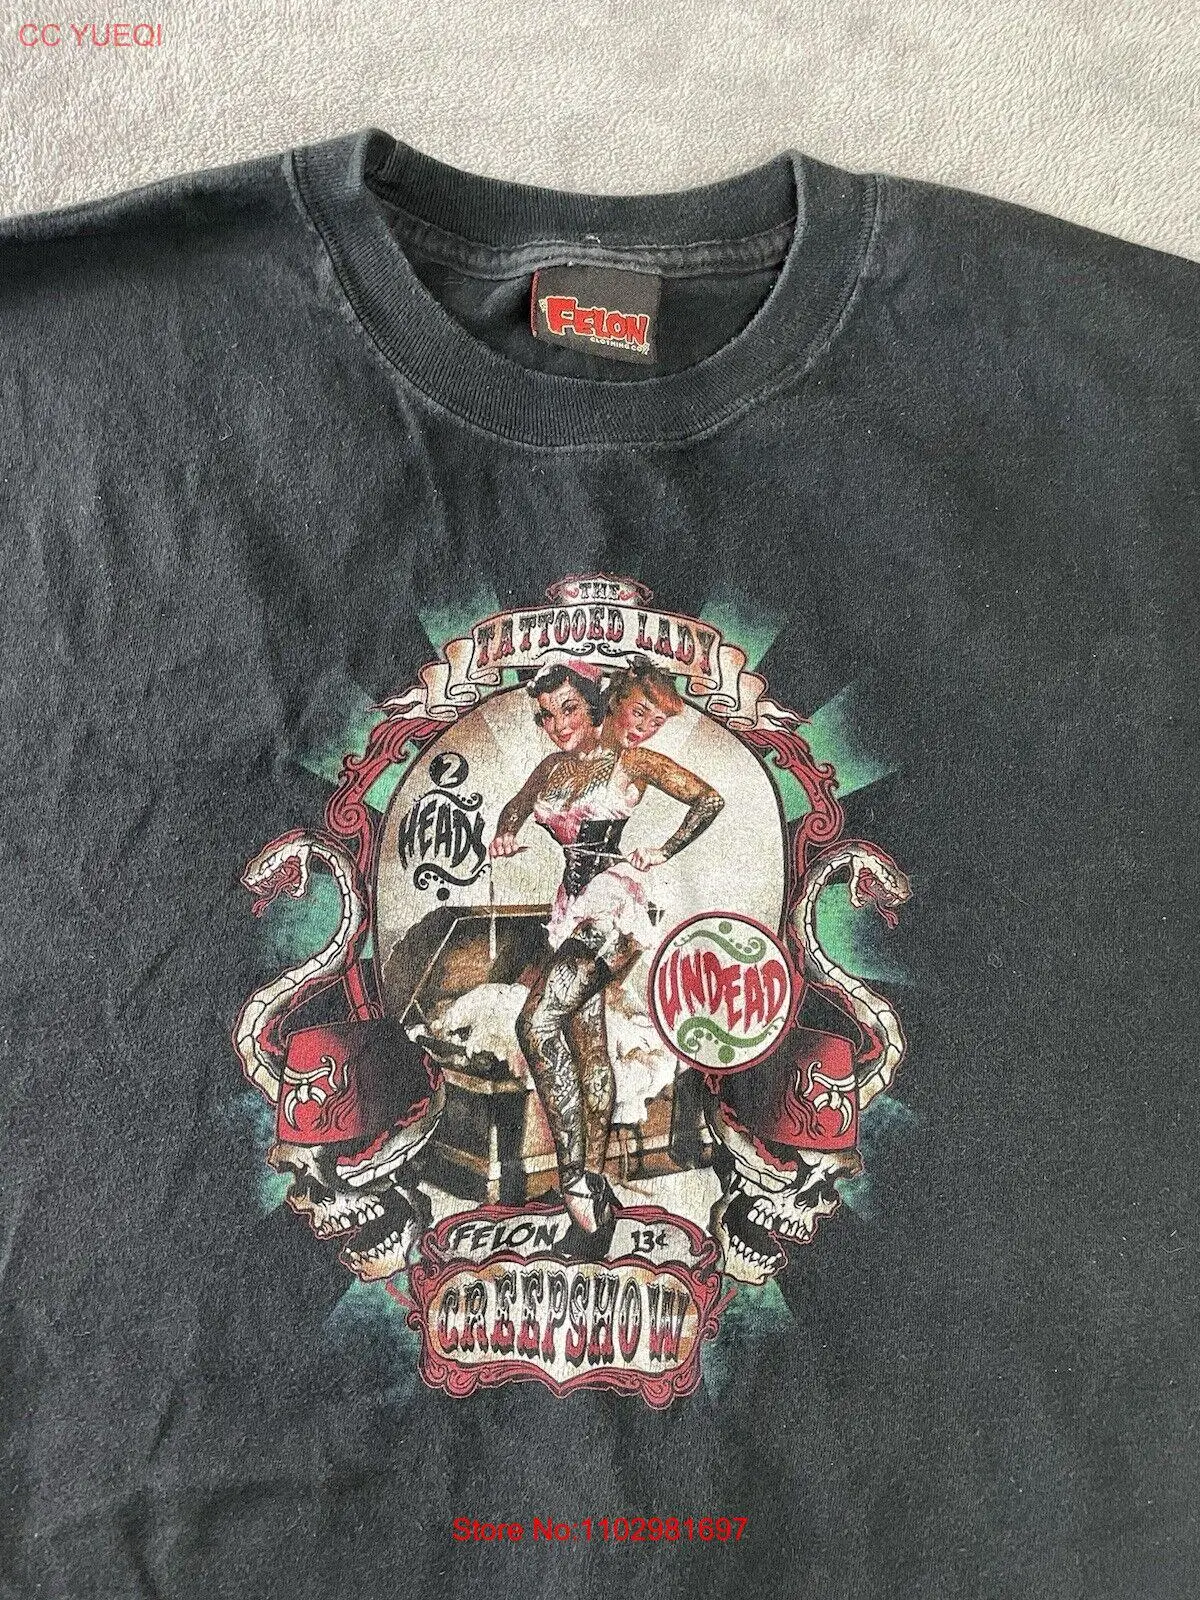 CC YUEQI
FELON
CLOTHING CO
THE
TATTOOED LADY
2
HEADS
UNDEAD
FELON
13¢
CREEPSHOW
Store No:1102981697